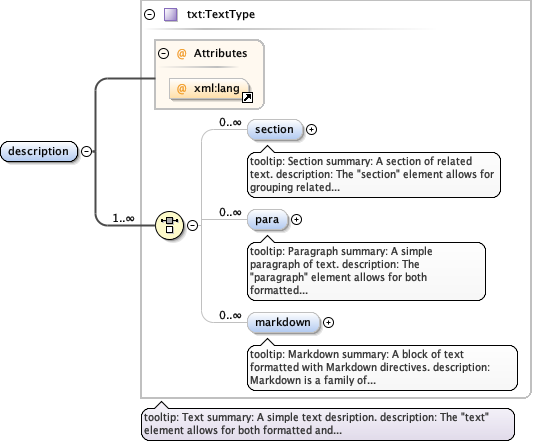 txt:TextType
@ Attributes
@ xml:lang
description
0..∞
section
tooltip: Section summary: A section of related
text. description: The "section" element allows for
grouping related...
1..∞
0..∞
para
tooltip: Paragraph summary: A simple
paragraph of text. description: The
"paragraph" element allows for both
formatted...
0..∞
markdown
tooltip: Markdown summary: A block of text
formatted with Markdown directives. description:
Markdown is a family of...
tooltip: Text summary: A simple text desription. description: The "text"
element allows for both formatted and...